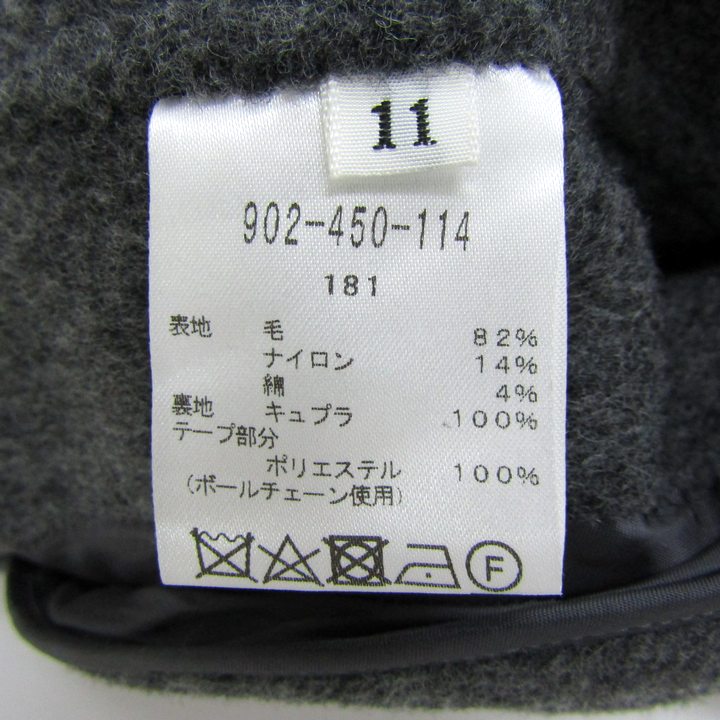 11
902-450-114
181
表地 毛 82%
ナイロン 14%
綿 4%
裏地 キュプラ 100%
テープ部分
ポリエステル 100%
(ボールチェーン使用)
F